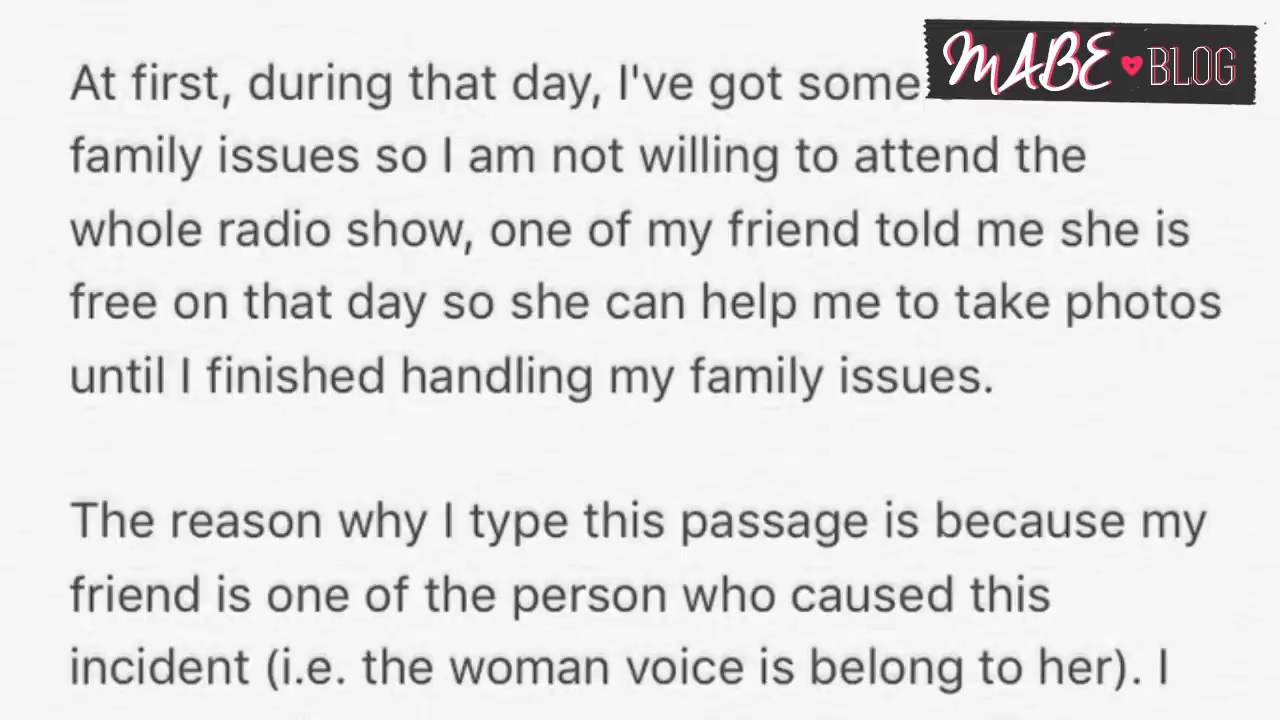 MABE BLOG
At first, during that day, I've got some
family issues so I am not willing to attend the
whole radio show, one of my friend told me she is
free on that day so she can help me to take photos
until I finished handling my family issues.
The reason why I type this passage is because my
friend is one of the person who caused this
incident (i.e. the woman voice is belong to her). I